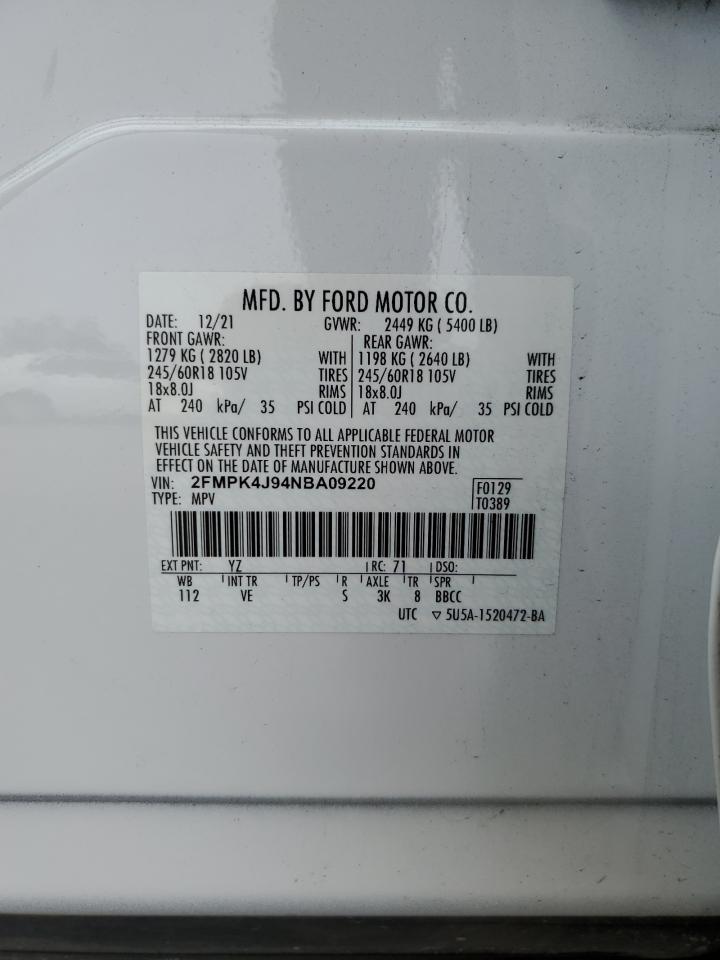 MFD. BY FORD MOTOR CO.
DATE: 12/21 GVWR: 2449 KG ( 5400 LB)
FRONT GAWR: REAR GAWR:
1279 KG ( 2820 LB) WITH 1198 KG ( 2640 LB) WITH
245/60R18 105V TIRES 245/60R18 105V TIRES
18x8.0J RIMS 18x8.0J RIMS
AT 240 kPa/ 35 PSI COLD AT 240 kPa/ 35 PSI COLD
THIS VEHICLE CONFORMS TO ALL APPLICABLE FEDERAL MOTOR
VEHICLE SAFETY AND THEFT PREVENTION STANDARDS IN
EFFECT ON THE DATE OF MANUFACTURE SHOWN ABOVE.
VIN: 2FMPK4J94NBA09220 F0129
TYPE: MPV T0389
EXT PNT: YZ RC: 71 DSO:
WB INT TR TP/PS R AXLE TR SPR
112 VE S 3K 8 BBCC
UTC ▽ 5U5A-1520472-BA